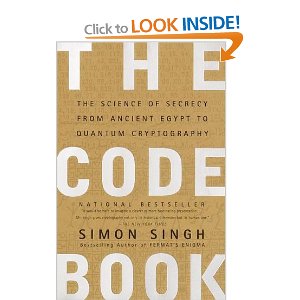 Click to LOOK INSIDE!
THE
THE SCIENCE OF SECRECY
FROM ANCIENT EGYPT TO
QUANTUM CRYPTOGRAPHY
CODE
NATIONAL BESTSELLER
SIMON SINGH
Bestselling Author of FERMAT'S ENIGMA
BOOK